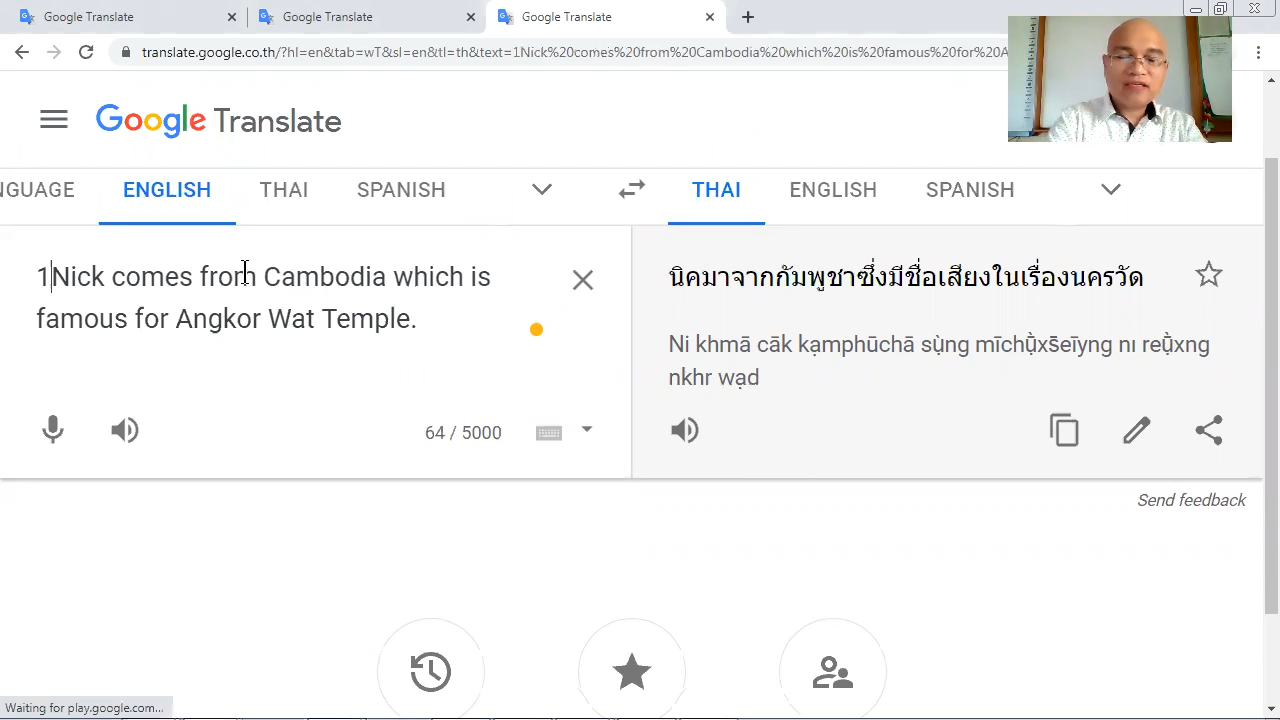 Google Translate
Google Translate
Google Translate
translate.google.co.th/?hl=en&tab=wT&sl=en&tl=th&text=1Nick%20comes%20from%20Cambodia%20which%20is%20famous%20for%20A
Google Translate
NGUAGE ENGLISH THAI SPANISH THAI ENGLISH SPANISH
1Nick comes from Cambodia which is
famous for Angkor Wat Temple.
64 / 5000
นิคมาจากกัมพูชาซึ่งมีชื่อเสียงในเรื่องนครวัด
Ni khmā cāk kạmphūchā sụ̀ng mīchụ̄̀xs̄eīyng nı reụ̄̀xng
nkhr wạd
Send feedback
Waiting for play.google.com...